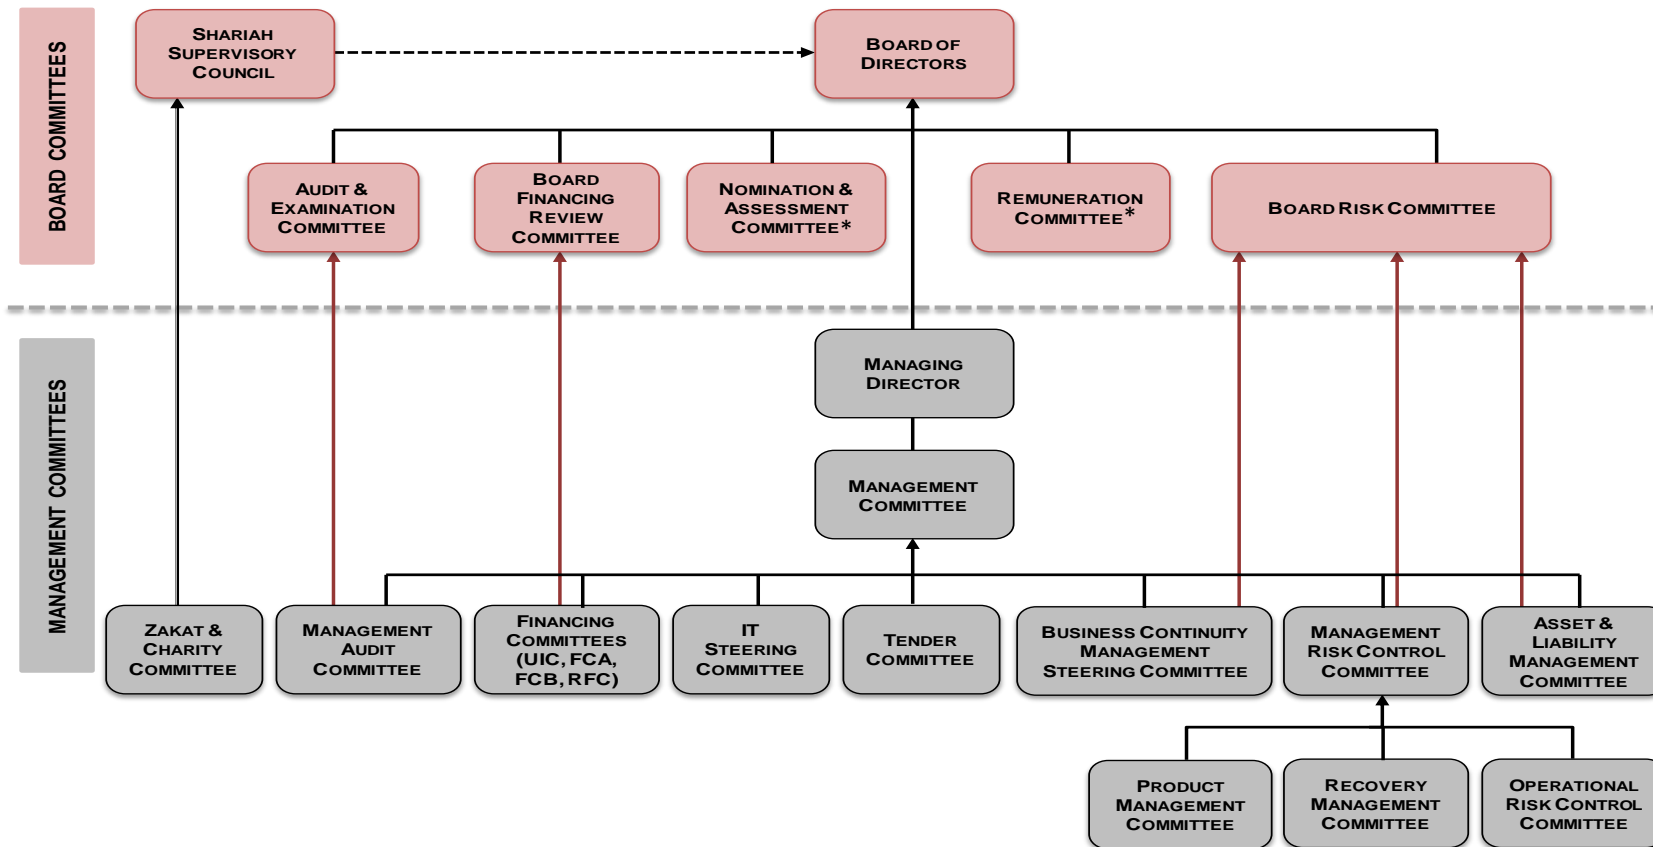 BOARD COMMITTEES
SHARIAH
SUPERVISORY
COUNCIL
BOARD OF
DIRECTORS
AUDIT &
EXAMINATION
COMMITTEE
BOARD
FINANCING
REVIEW
COMMITTEE
NOMINATION &
ASSESSMENT
COMMITTEE*
REMUNERATION
COMMITTEE*
BOARD RISK COMMITTEE
MANAGEMENT COMMITTEES
MANAGING
DIRECTOR
MANAGEMENT
COMMITTEE
ZAKAT &
CHARITY
COMMITTEE
MANAGEMENT
AUDIT
COMMITTEE
FINANCING
COMMITTEES
(UIC, FCA,
FCB, RFC)
IT
STEERING
COMMITTEE
TENDER
COMMITTEE
BUSINESS CONTINUITY
MANAGEMENT
STEERING COMMITTEE
MANAGEMENT
RISK CONTROL
COMMITTEE
ASSET &
LIABILITY
MANAGEMENT
COMMITTEE
PRODUCT
MANAGEMENT
COMMITTEE
RECOVERY
MANAGEMENT
COMMITTEE
OPERATIONAL
RISK CONTROL
COMMITTEE